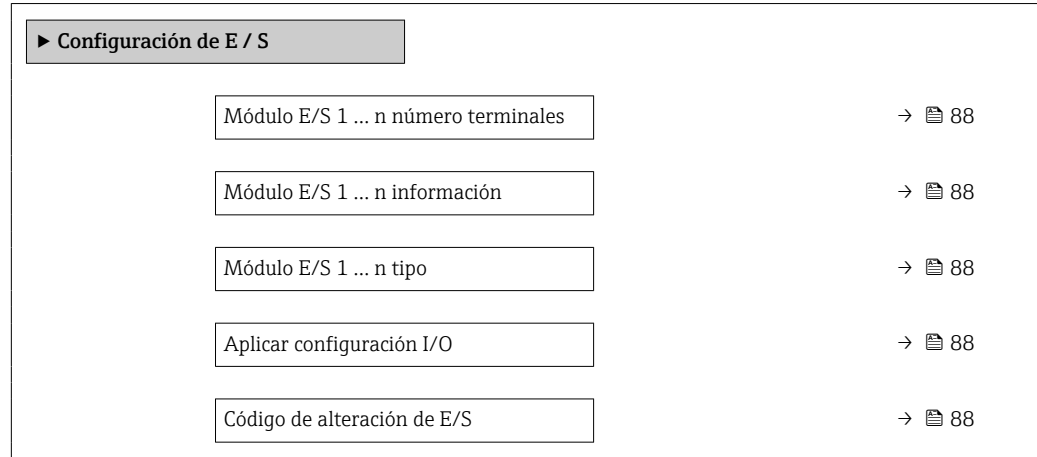 ► Configuración de E / S
Módulo E/S 1 … n número terminales → 88
Módulo E/S 1 … n información → 88
Módulo E/S 1 … n tipo → 88
Aplicar configuración I/O → 88
Código de alteración de E/S → 88